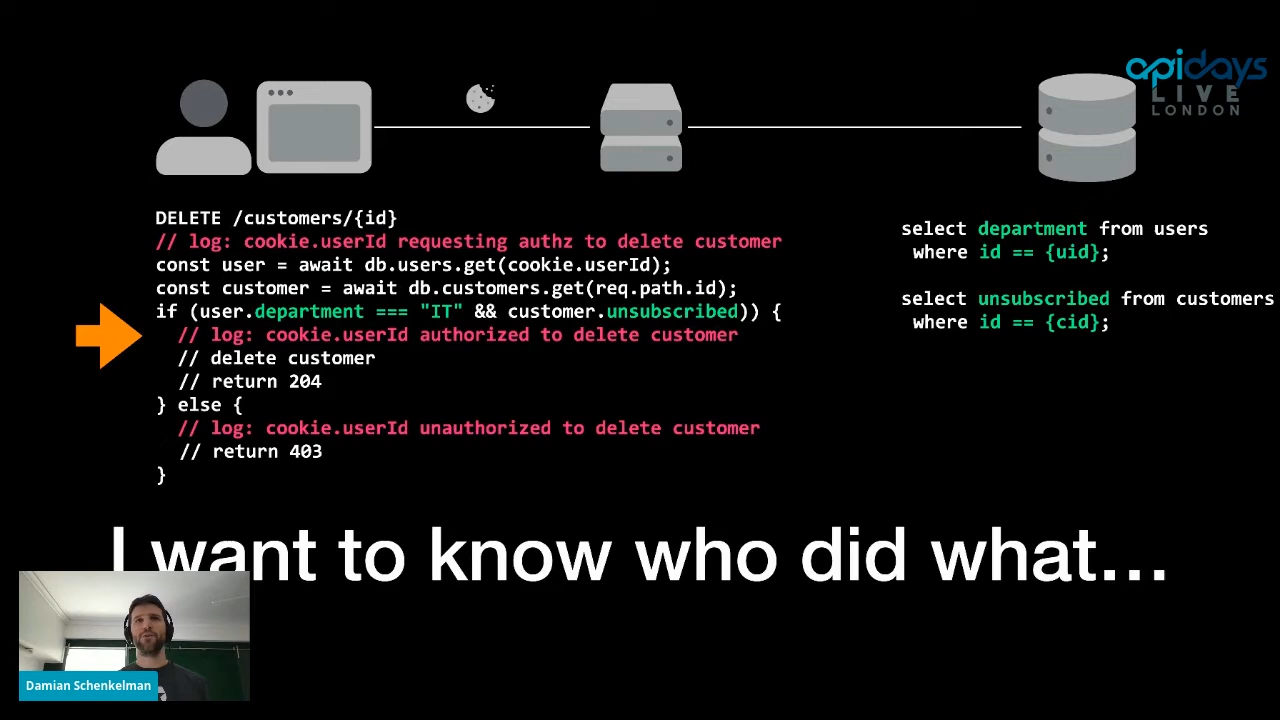 apidays
LIVE
LONDON
DELETE /customers/{id}
// log: cookie.userId requesting authz to delete customer
const user = await db.users.get(cookie.userId);
const customer = await db.customers.get(req.path.id);
if (user.department === "IT" && customer.unsubscribed)) {
// log: cookie.userId authorized to delete customer
// delete customer
// return 204
} else {
// log: cookie.userId unauthorized to delete customer
// return 403
}
select department from users
where id == {uid};
select unsubscribed from customers
where id == {cid};
I want to know who did what...
Damian Schenkelman